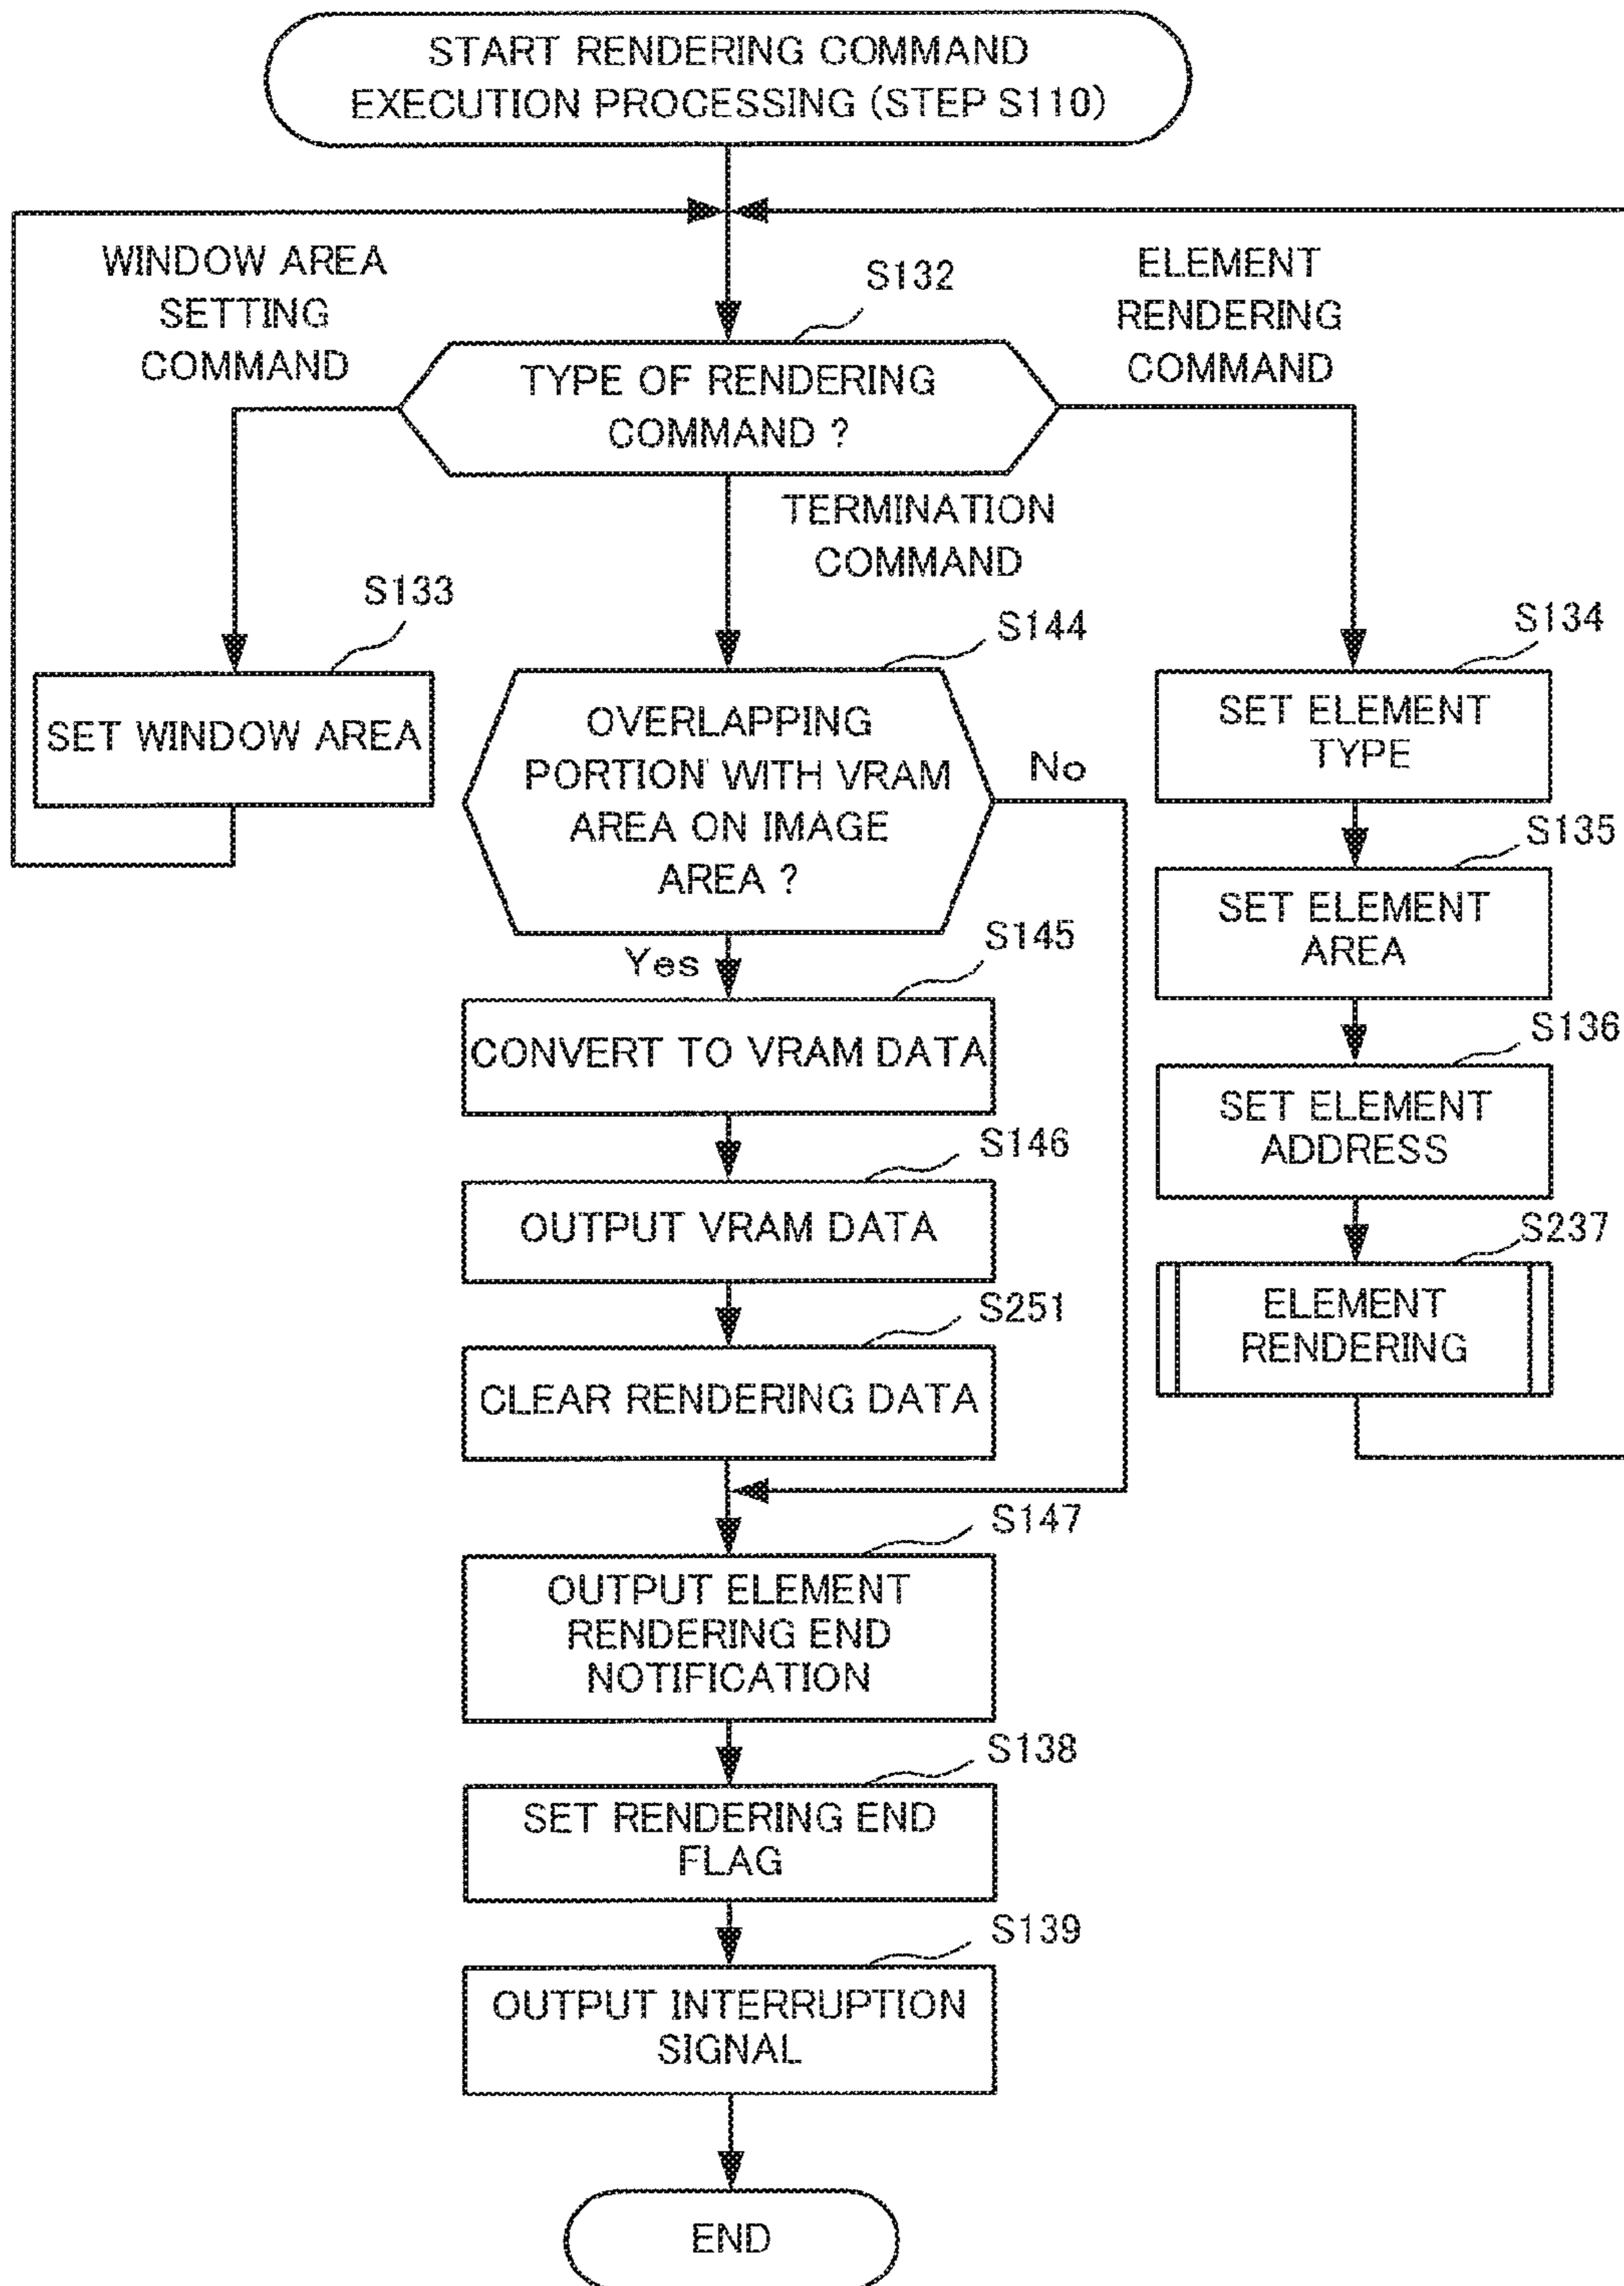 START RENDERING COMMAND
EXECUTION PROCESSING (STEP S110)
WINDOW AREA
SETTING
COMMAND
S132
ELEMENT
RENDERING
COMMAND
TYPE OF RENDERING
COMMAND ?
TERMINATION
COMMAND
S133
SET WINDOW AREA
S144
OVERLAPPING
PORTION WITH VRAM
AREA ON IMAGE
AREA ?
No
Yes
S134
SET ELEMENT
TYPE
S135
SET ELEMENT
AREA
S136
SET ELEMENT
ADDRESS
S237
ELEMENT
RENDERING
S145
CONVERT TO VRAM DATA
S146
OUTPUT VRAM DATA
S251
CLEAR RENDERING DATA
S147
OUTPUT ELEMENT
RENDERING END
NOTIFICATION
S138
SET RENDERING END
FLAG
S139
OUTPUT INTERRUPTION
SIGNAL
END